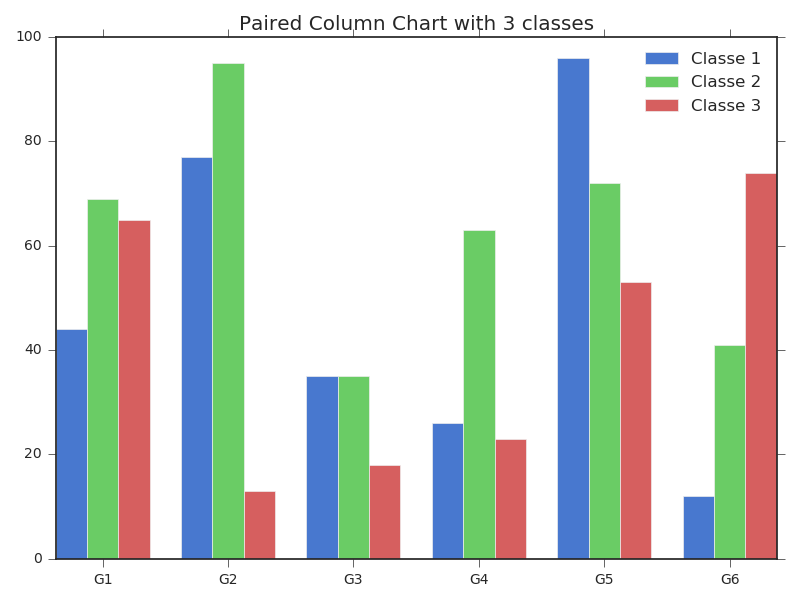 Paired Column Chart with 3 classes
100
80
60
40
20
0
Classe 1
Classe 2
Classe 3
G1 G2 G3 G4 G5 G6